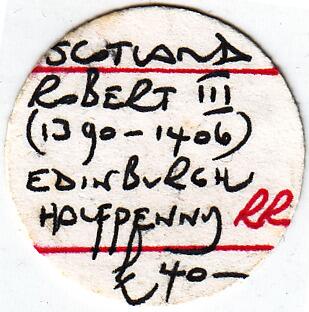 SCOTLAND
ROBERT III
(1390-1406)
EDINBURGH
HALFPENNY RR
£40-